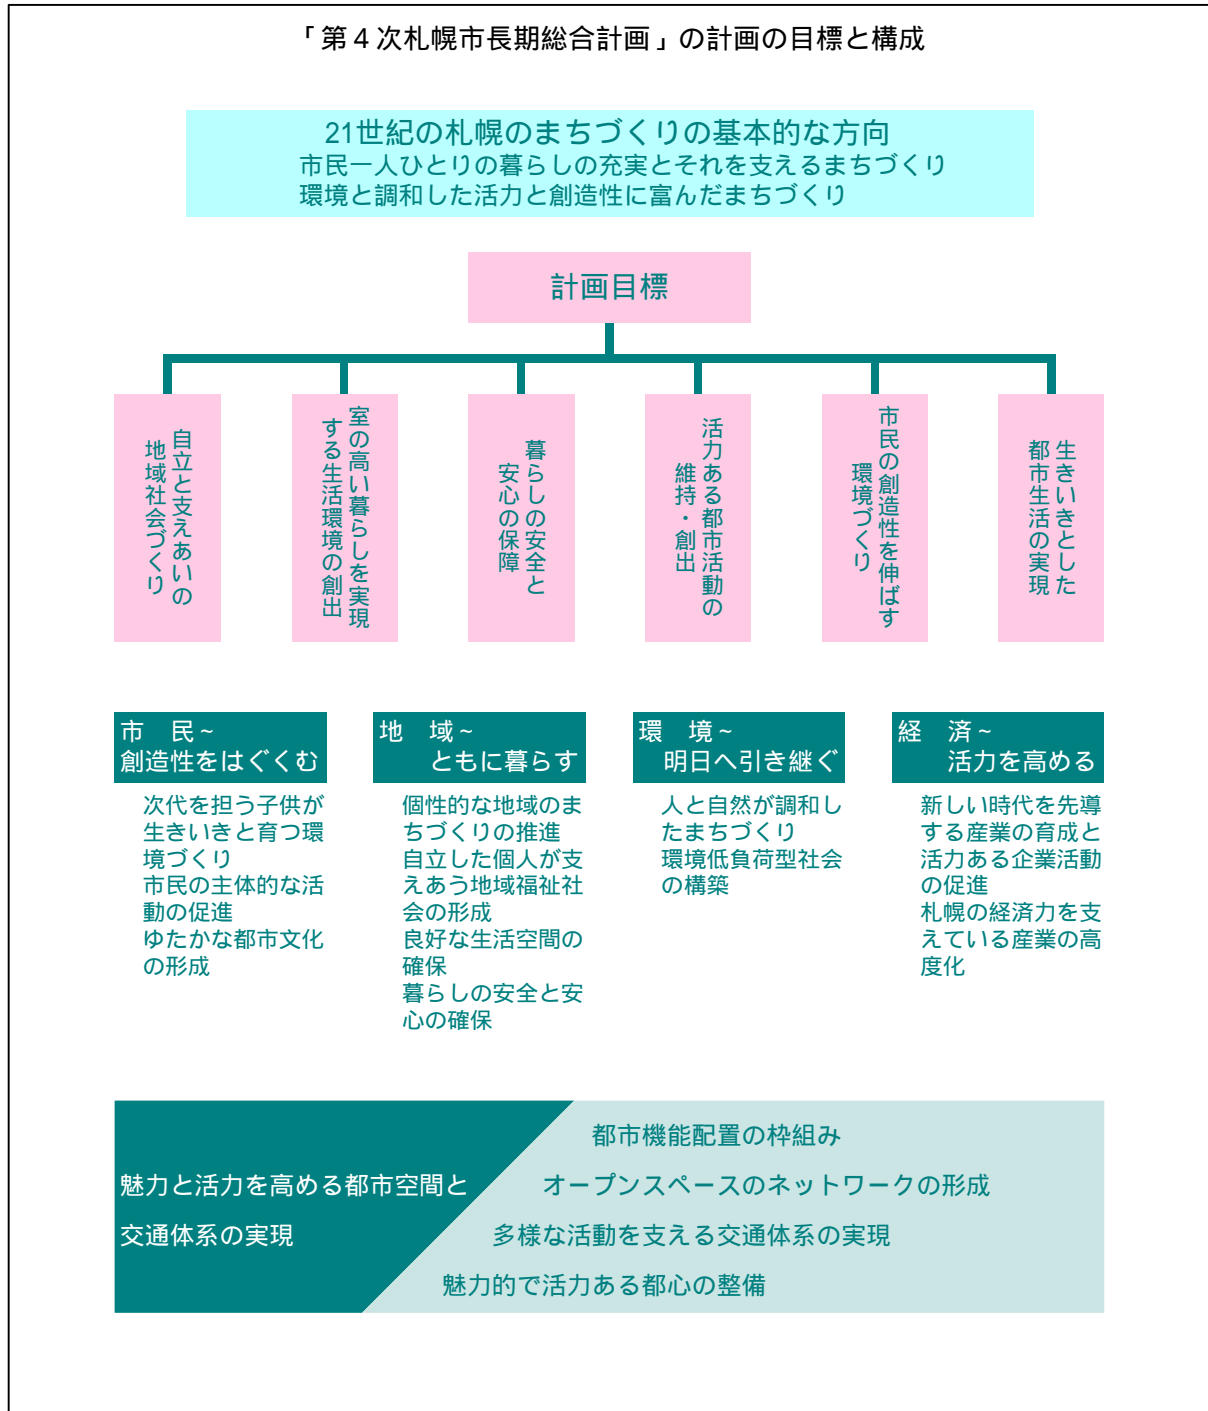 「第４次札幌市長期総合計画」の計画の目標と構成
21世紀の札幌のまちづくりの基本的な方向
市民一人ひとりの暮らしの充実とそれを支えるまちづくり
環境と調和した活力と創造性に富んだまちづくり
計画目標
自立と支えあいの
地域社会づくり
室の高い暮らしを実現
する生活環境の創出
暮らしの安全と
安心の保障
活力ある都市活動の
維持・創出
市民の創造性を伸ばす
環境づくり
生きいきとした
都市生活の実現
市　民～
創造性をはぐくむ
次代を担う子供が
生きいきと育つ環
境づくり
市民の主体的な活
動の促進
ゆたかな都市文化
の形成
地　域～
ともに暮らす
個性的な地域のま
ちづくりの推進
自立した個人が支
えあう地域福祉社
会の形成
良好な生活空間の
確保
暮らしの安全と安
心の確保
環　境～
明日へ引き継ぐ
人と自然が調和し
たまちづくり
環境低負荷型社会
の構築
経　済～
活力を高める
新しい時代を先導
する産業の育成と
活力ある企業活動
の促進
札幌の経済力を支
えている産業の高
度化
魅力と活力を高める都市空間と
交通体系の実現
都市機能配置の枠組み
オープンスペースのネットワークの形成
多様な活動を支える交通体系の実現
魅力的で活力ある都心の整備